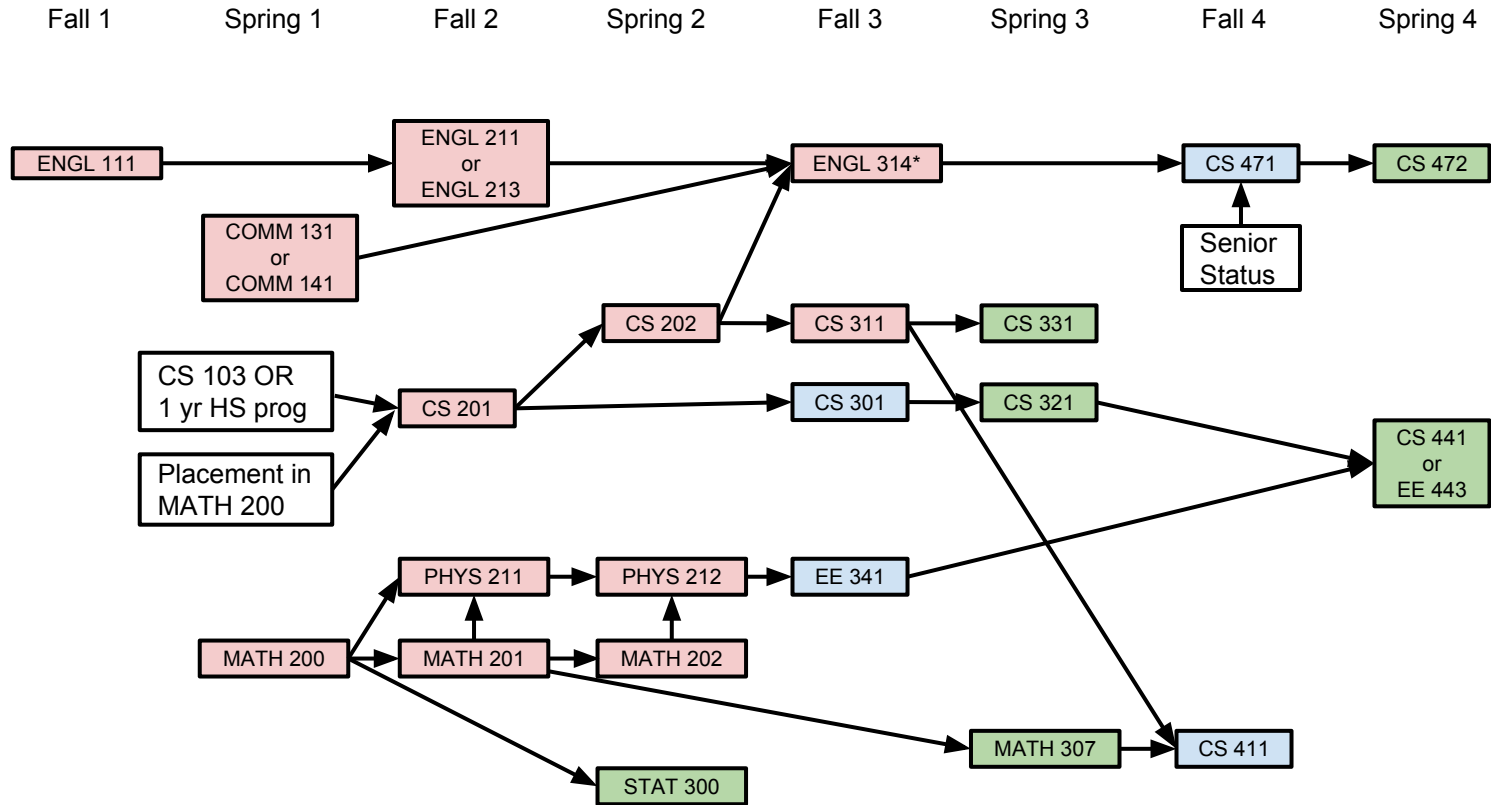 Fall 1
Spring 1
Fall 2
Spring 2
Fall 3
Spring 3
Fall 4
Spring 4
ENGL 111
ENGL 211
or
ENGL 213
ENGL 314*
CS 471
CS 472
COMM 131
or
COMM 141
Senior
Status
CS 202
CS 311
CS 331
CS 103 OR
1 yr HS prog
CS 201
CS 301
CS 321
CS 441
or
EE 443
Placement in
MATH 200
PHYS 211
PHYS 212
EE 341
MATH 200
MATH 201
MATH 202
MATH 307
CS 411
STAT 300